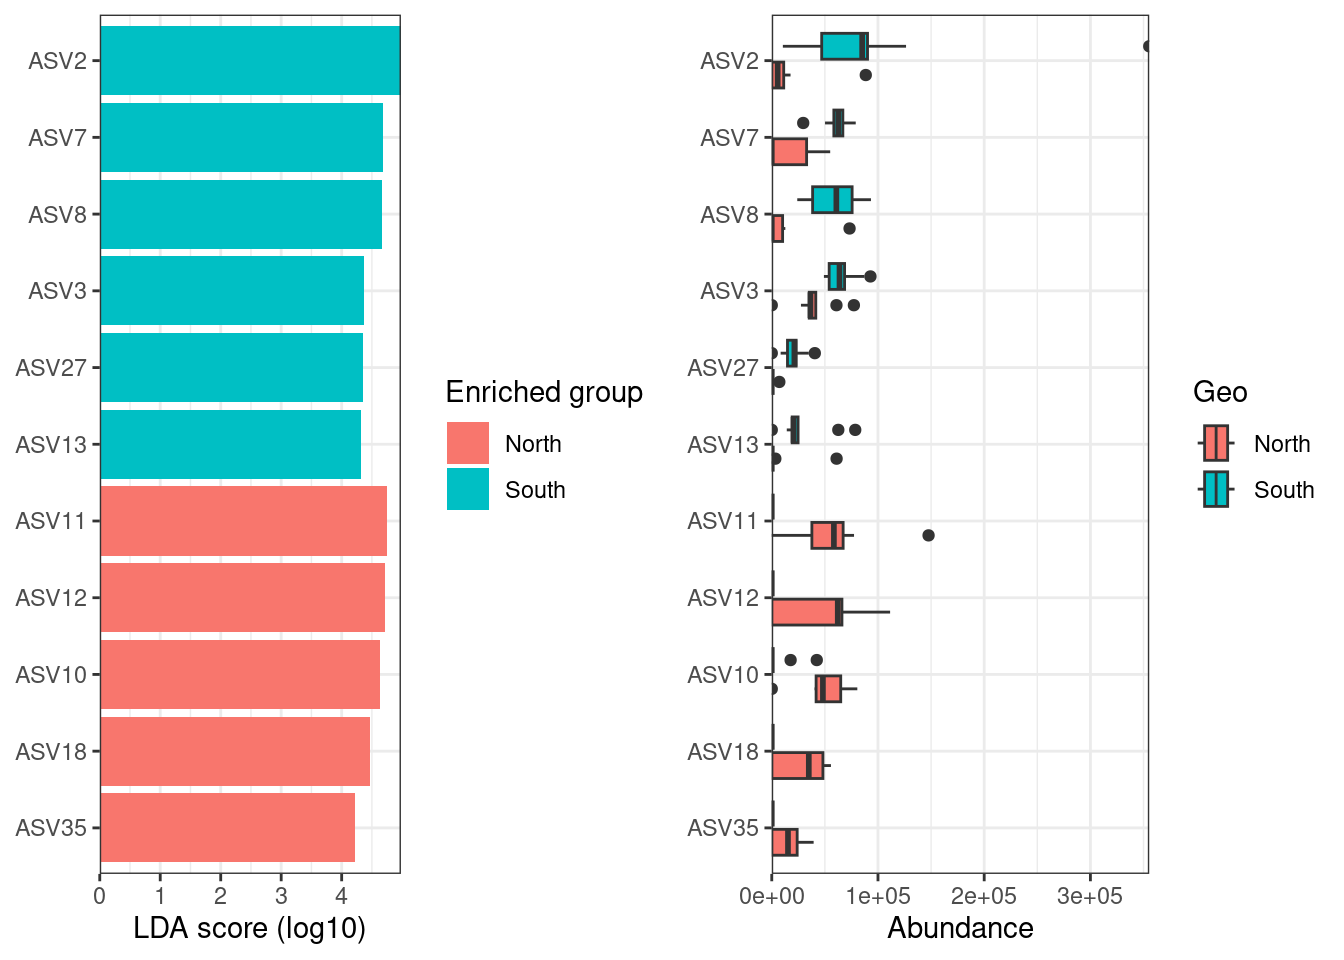 ASV2
ASV7
ASV8
ASV3
ASV27
ASV13
ASV11
ASV12
ASV10
ASV18
ASV35
0 1 2 3 4
LDA score (log10)
Enriched group
North
South
ASV2
ASV7
ASV8
ASV3
ASV27
ASV13
ASV11
ASV12
ASV10
ASV18
ASV35
0e+00 1e+05 2e+05 3e+05
Abundance
Geo
North
South